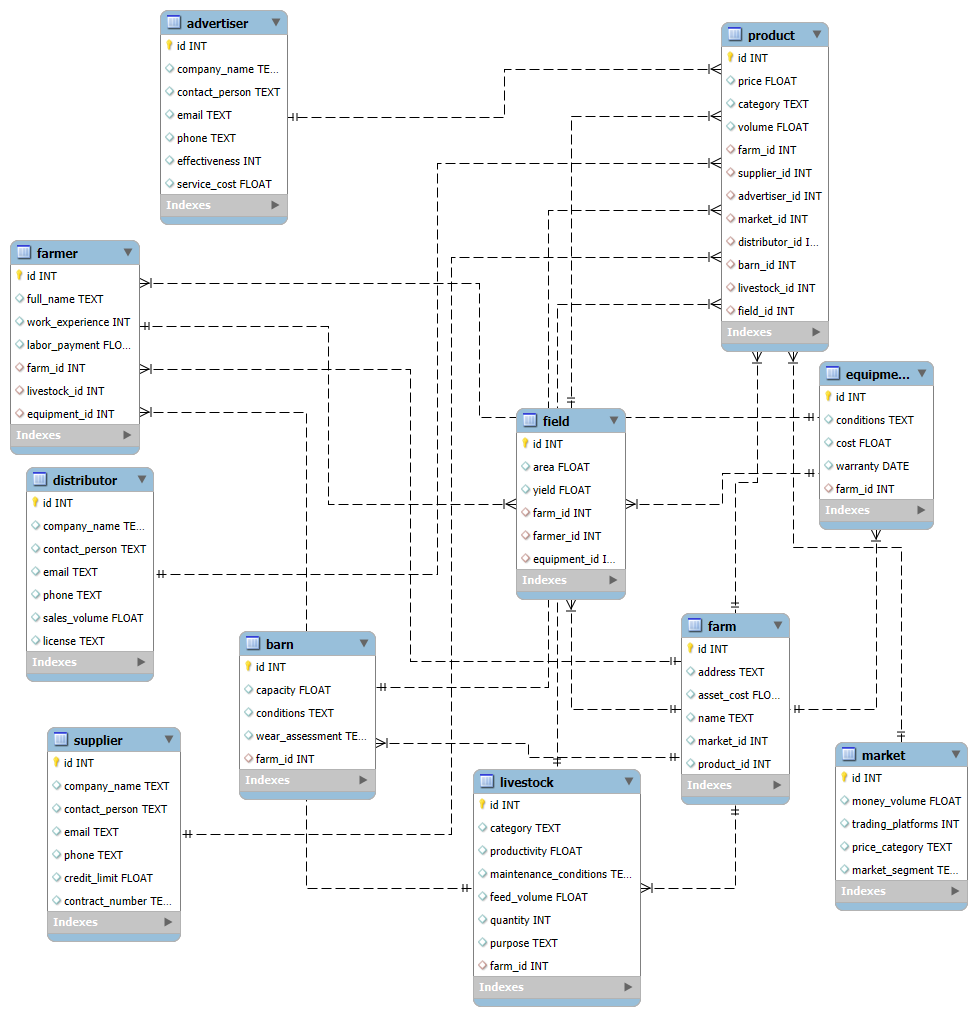 advertiser
id INT
company_name TE...
contact_person TEXT
email TEXT
phone TEXT
effectiveness INT
service_cost FLOAT
Indexes
product
id INT
price FLOAT
category TEXT
volume FLOAT
farm_id INT
supplier_id INT
advertiser_id INT
market_id INT
distributor_id I...
barn_id INT
livestock_id INT
field_id INT
Indexes
farmer
id INT
full_name TEXT
work_experience INT
labor_payment FLO...
farm_id INT
livestock_id INT
equipment_id INT
Indexes
equipme...
id INT
conditions TEXT
cost FLOAT
warranty DATE
farm_id INT
Indexes
field
id INT
area FLOAT
yield FLOAT
farm_id INT
farmer_id INT
equipment_id I...
Indexes
distributor
id INT
company_name TE...
contact_person TEXT
email TEXT
phone TEXT
sales_volume FLOAT
license TEXT
Indexes
farm
id INT
address TEXT
asset_cost FLO...
name TEXT
market_id INT
product_id INT
Indexes
barn
id INT
capacity FLOAT
conditions TEXT
wear_assessment TE...
farm_id INT
Indexes
supplier
id INT
company_name TEXT
contact_person TEXT
email TEXT
phone TEXT
credit_limit FLOAT
contract_number TE...
Indexes
market
id INT
money_volume FLOAT
trading_platforms INT
price_category TEXT
market_segment TE...
Indexes
livestock
id INT
category TEXT
productivity FLOAT
maintenance_conditions TE...
feed_volume FLOAT
quantity INT
purpose TEXT
farm_id INT
Indexes